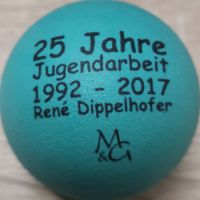 25 Jahre
Jugendarbeit
1992 - 2017
René Dippelhofer
M&G